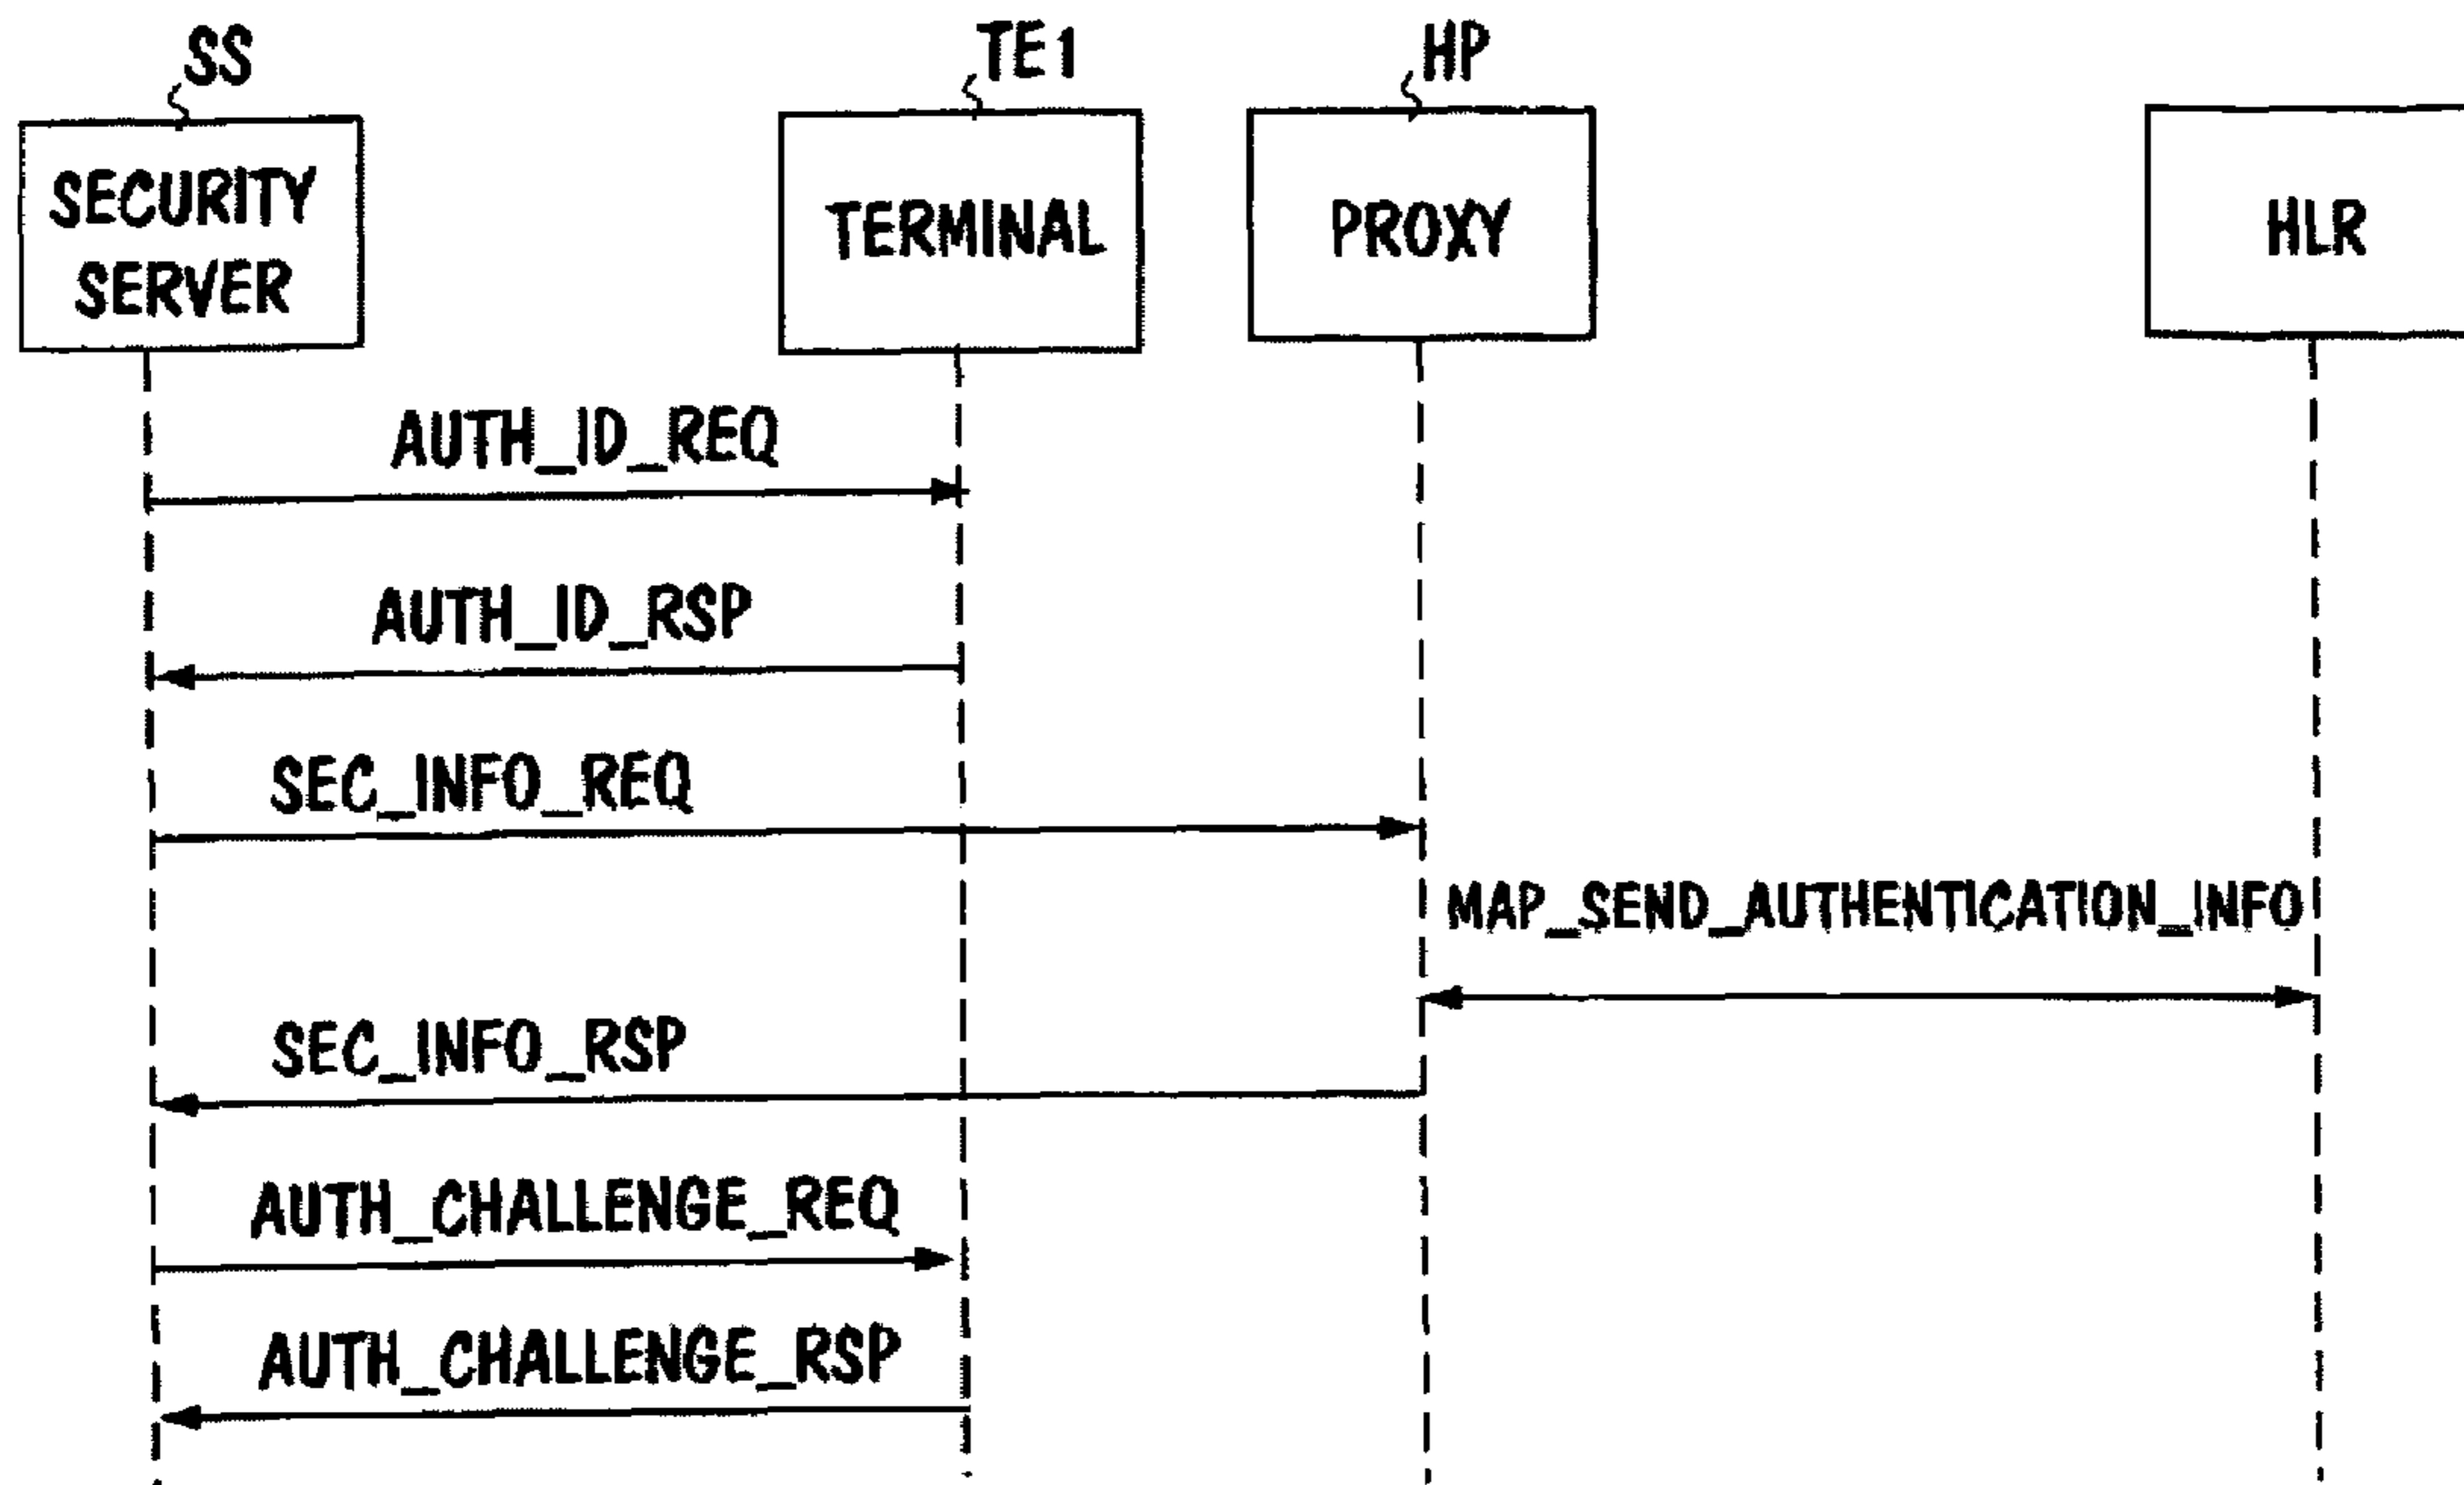 SS
TE1
HP
SECURITY
SERVER
TERMINAL
PROXY
HLR
AUTH_ID_REQ
AUTH_ID_RSP
SEC_INFO_REQ
MAP_SEND_AUTHENTICATION_INFO
SEC_INFO_RSP
AUTH_CHALLENGE_REQ
AUTH_CHALLENGE_RSP